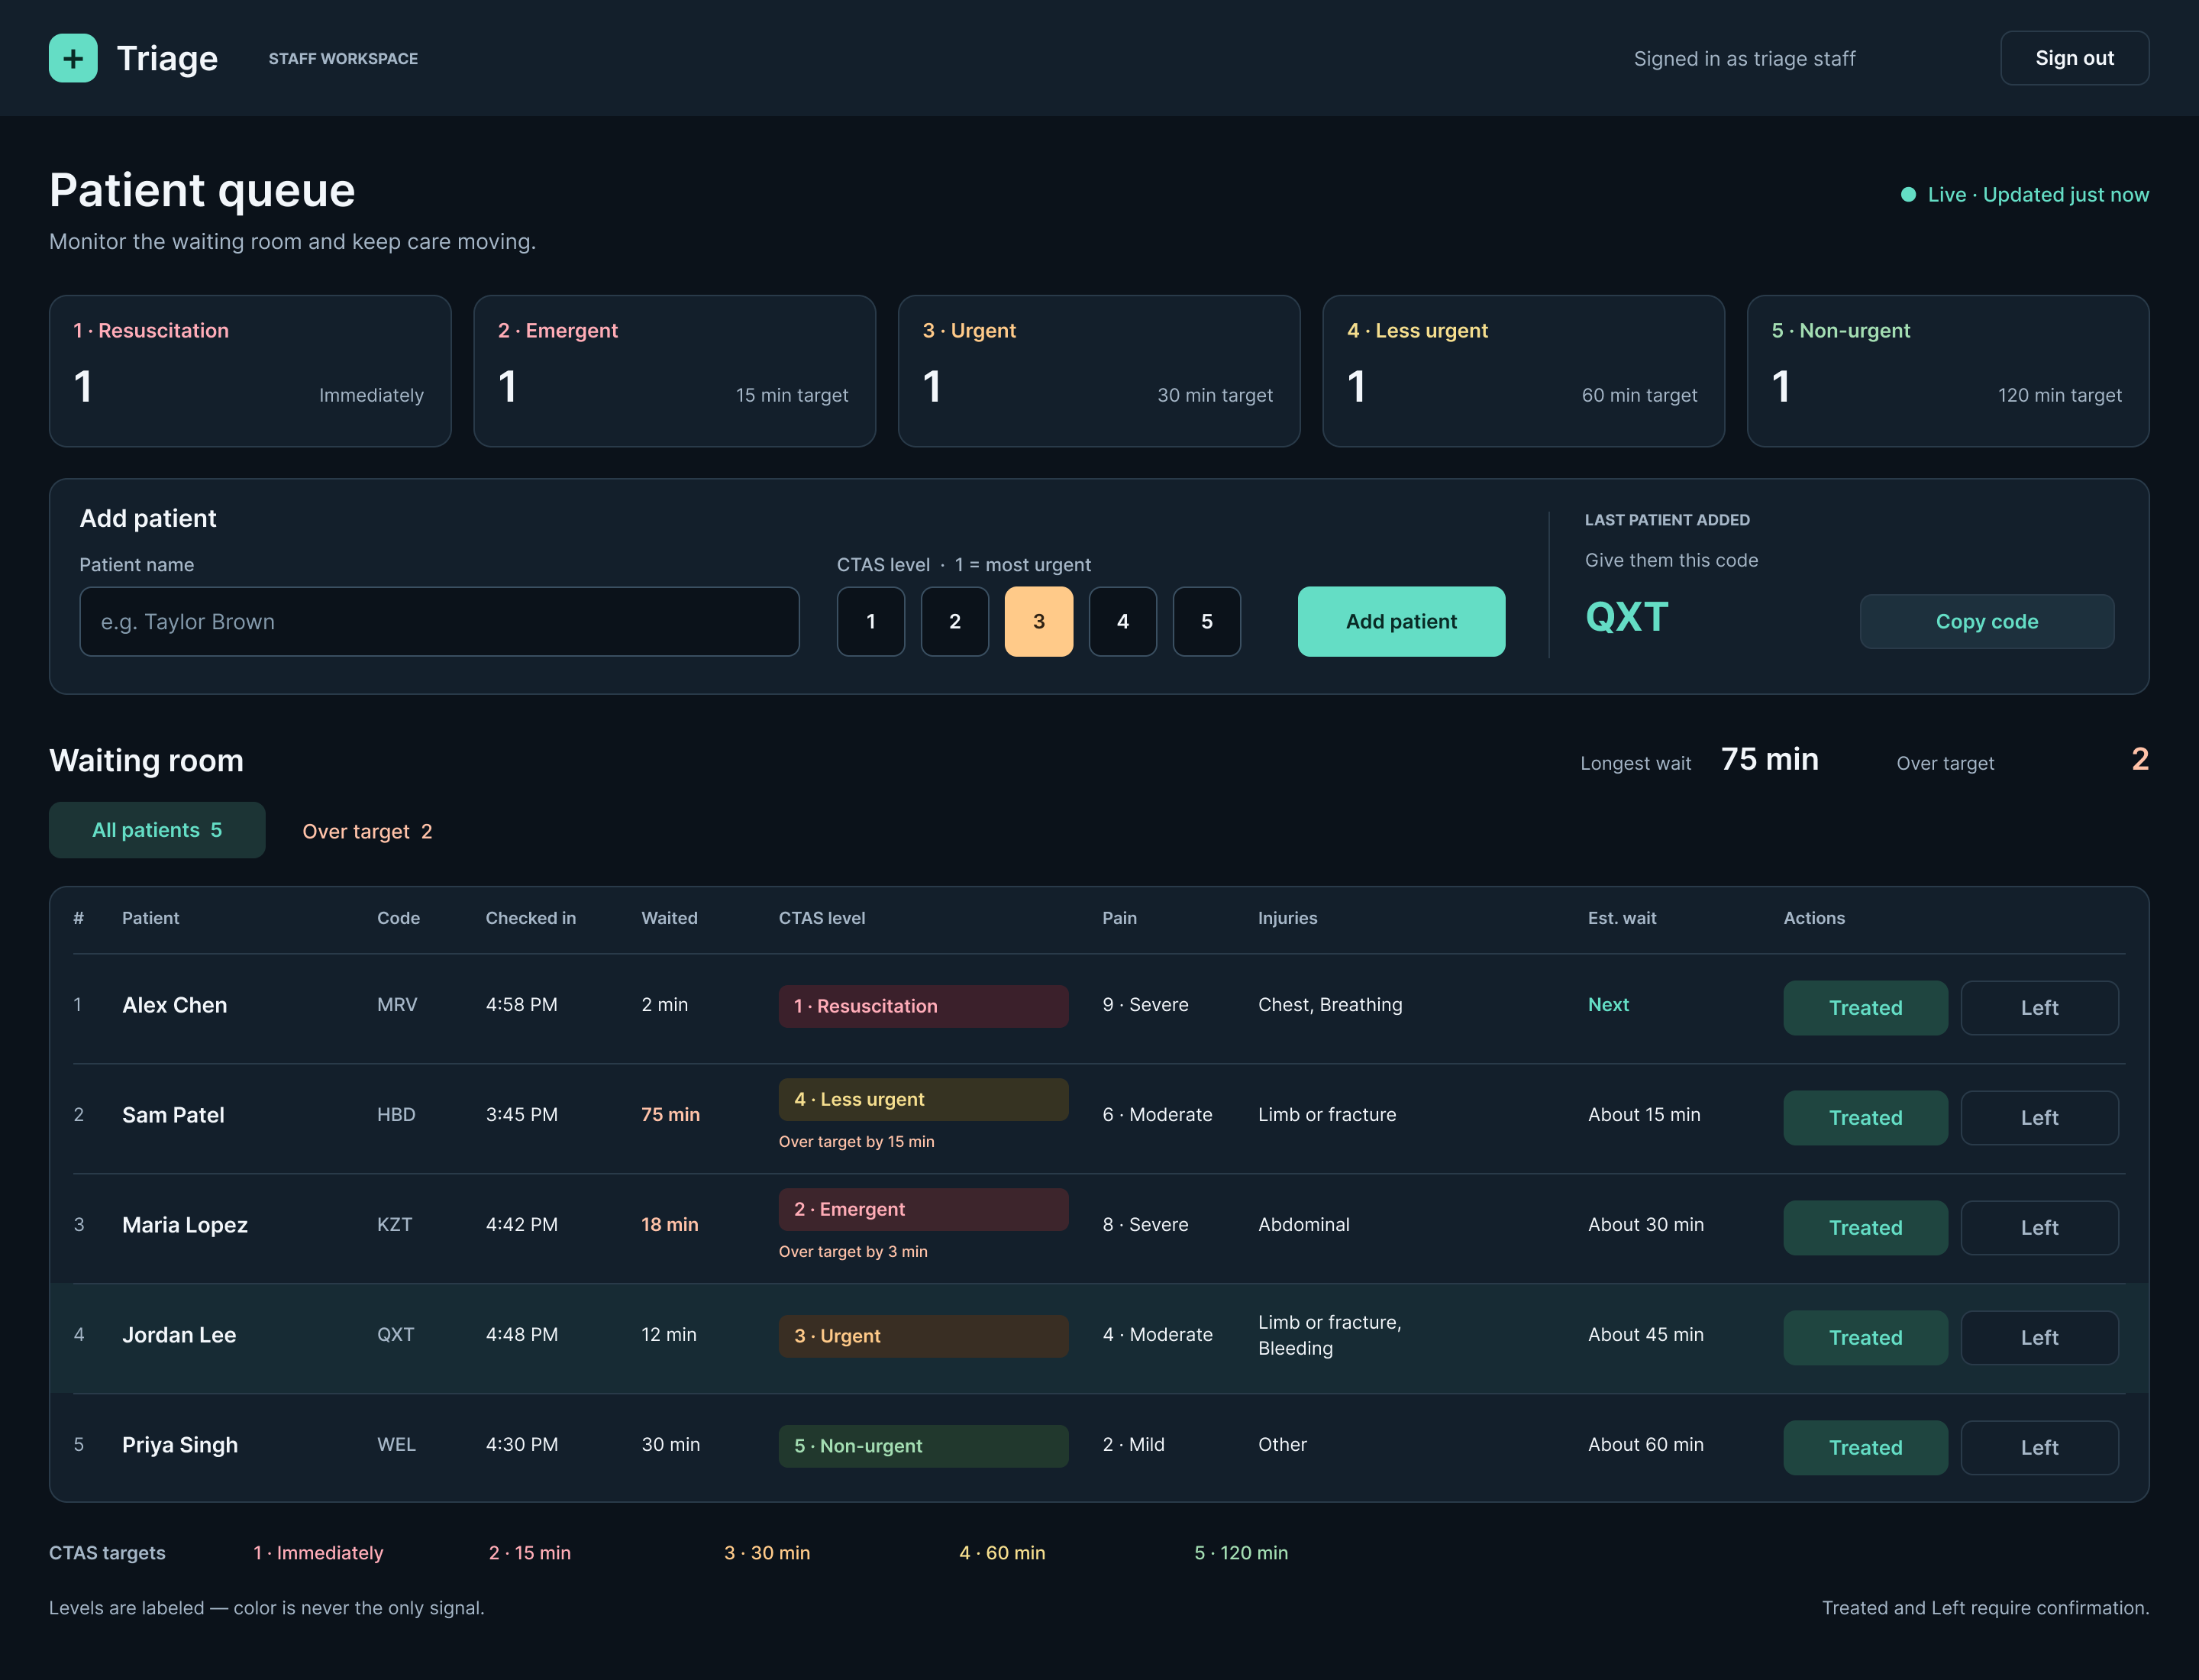 + Triage STAFF WORKSPACE Signed in as triage staff Sign out
Patient queue
Live · Updated just now
Monitor the waiting room and keep care moving.
1 · Resuscitation
1 Immediately
2 · Emergent
1 15 min target
3 · Urgent
1 30 min target
4 · Less urgent
1 60 min target
5 · Non-urgent
1 120 min target
Add patient
Patient name
e.g. Taylor Brown
CTAS level · 1 = most urgent
1 2 3 4 5
Add patient
LAST PATIENT ADDED
Give them this code
QXT Copy code
Waiting room
Longest wait 75 min Over target 2
All patients 5 Over target 2
# Patient Code Checked in Waited CTAS level Pain Injuries Est. wait Actions
1 Alex Chen MRV 4:58 PM 2 min 1 · Resuscitation 9 · Severe Chest, Breathing Next Treated Left
2 Sam Patel HBD 3:45 PM 75 min 4 · Less urgent 6 · Moderate Limb or fracture About 15 min Treated Left
Over target by 15 min
3 Maria Lopez KZT 4:42 PM 18 min 2 · Emergent 8 · Severe Abdominal About 30 min Treated Left
Over target by 3 min
4 Jordan Lee QXT 4:48 PM 12 min 3 · Urgent 4 · Moderate Limb or fracture, About 45 min Treated Left
Bleeding
5 Priya Singh WEL 4:30 PM 30 min 5 · Non-urgent 2 · Mild Other About 60 min Treated Left
CTAS targets 1 · Immediately 2 · 15 min 3 · 30 min 4 · 60 min 5 · 120 min
Levels are labeled — color is never the only signal. Treated and Left require confirmation.